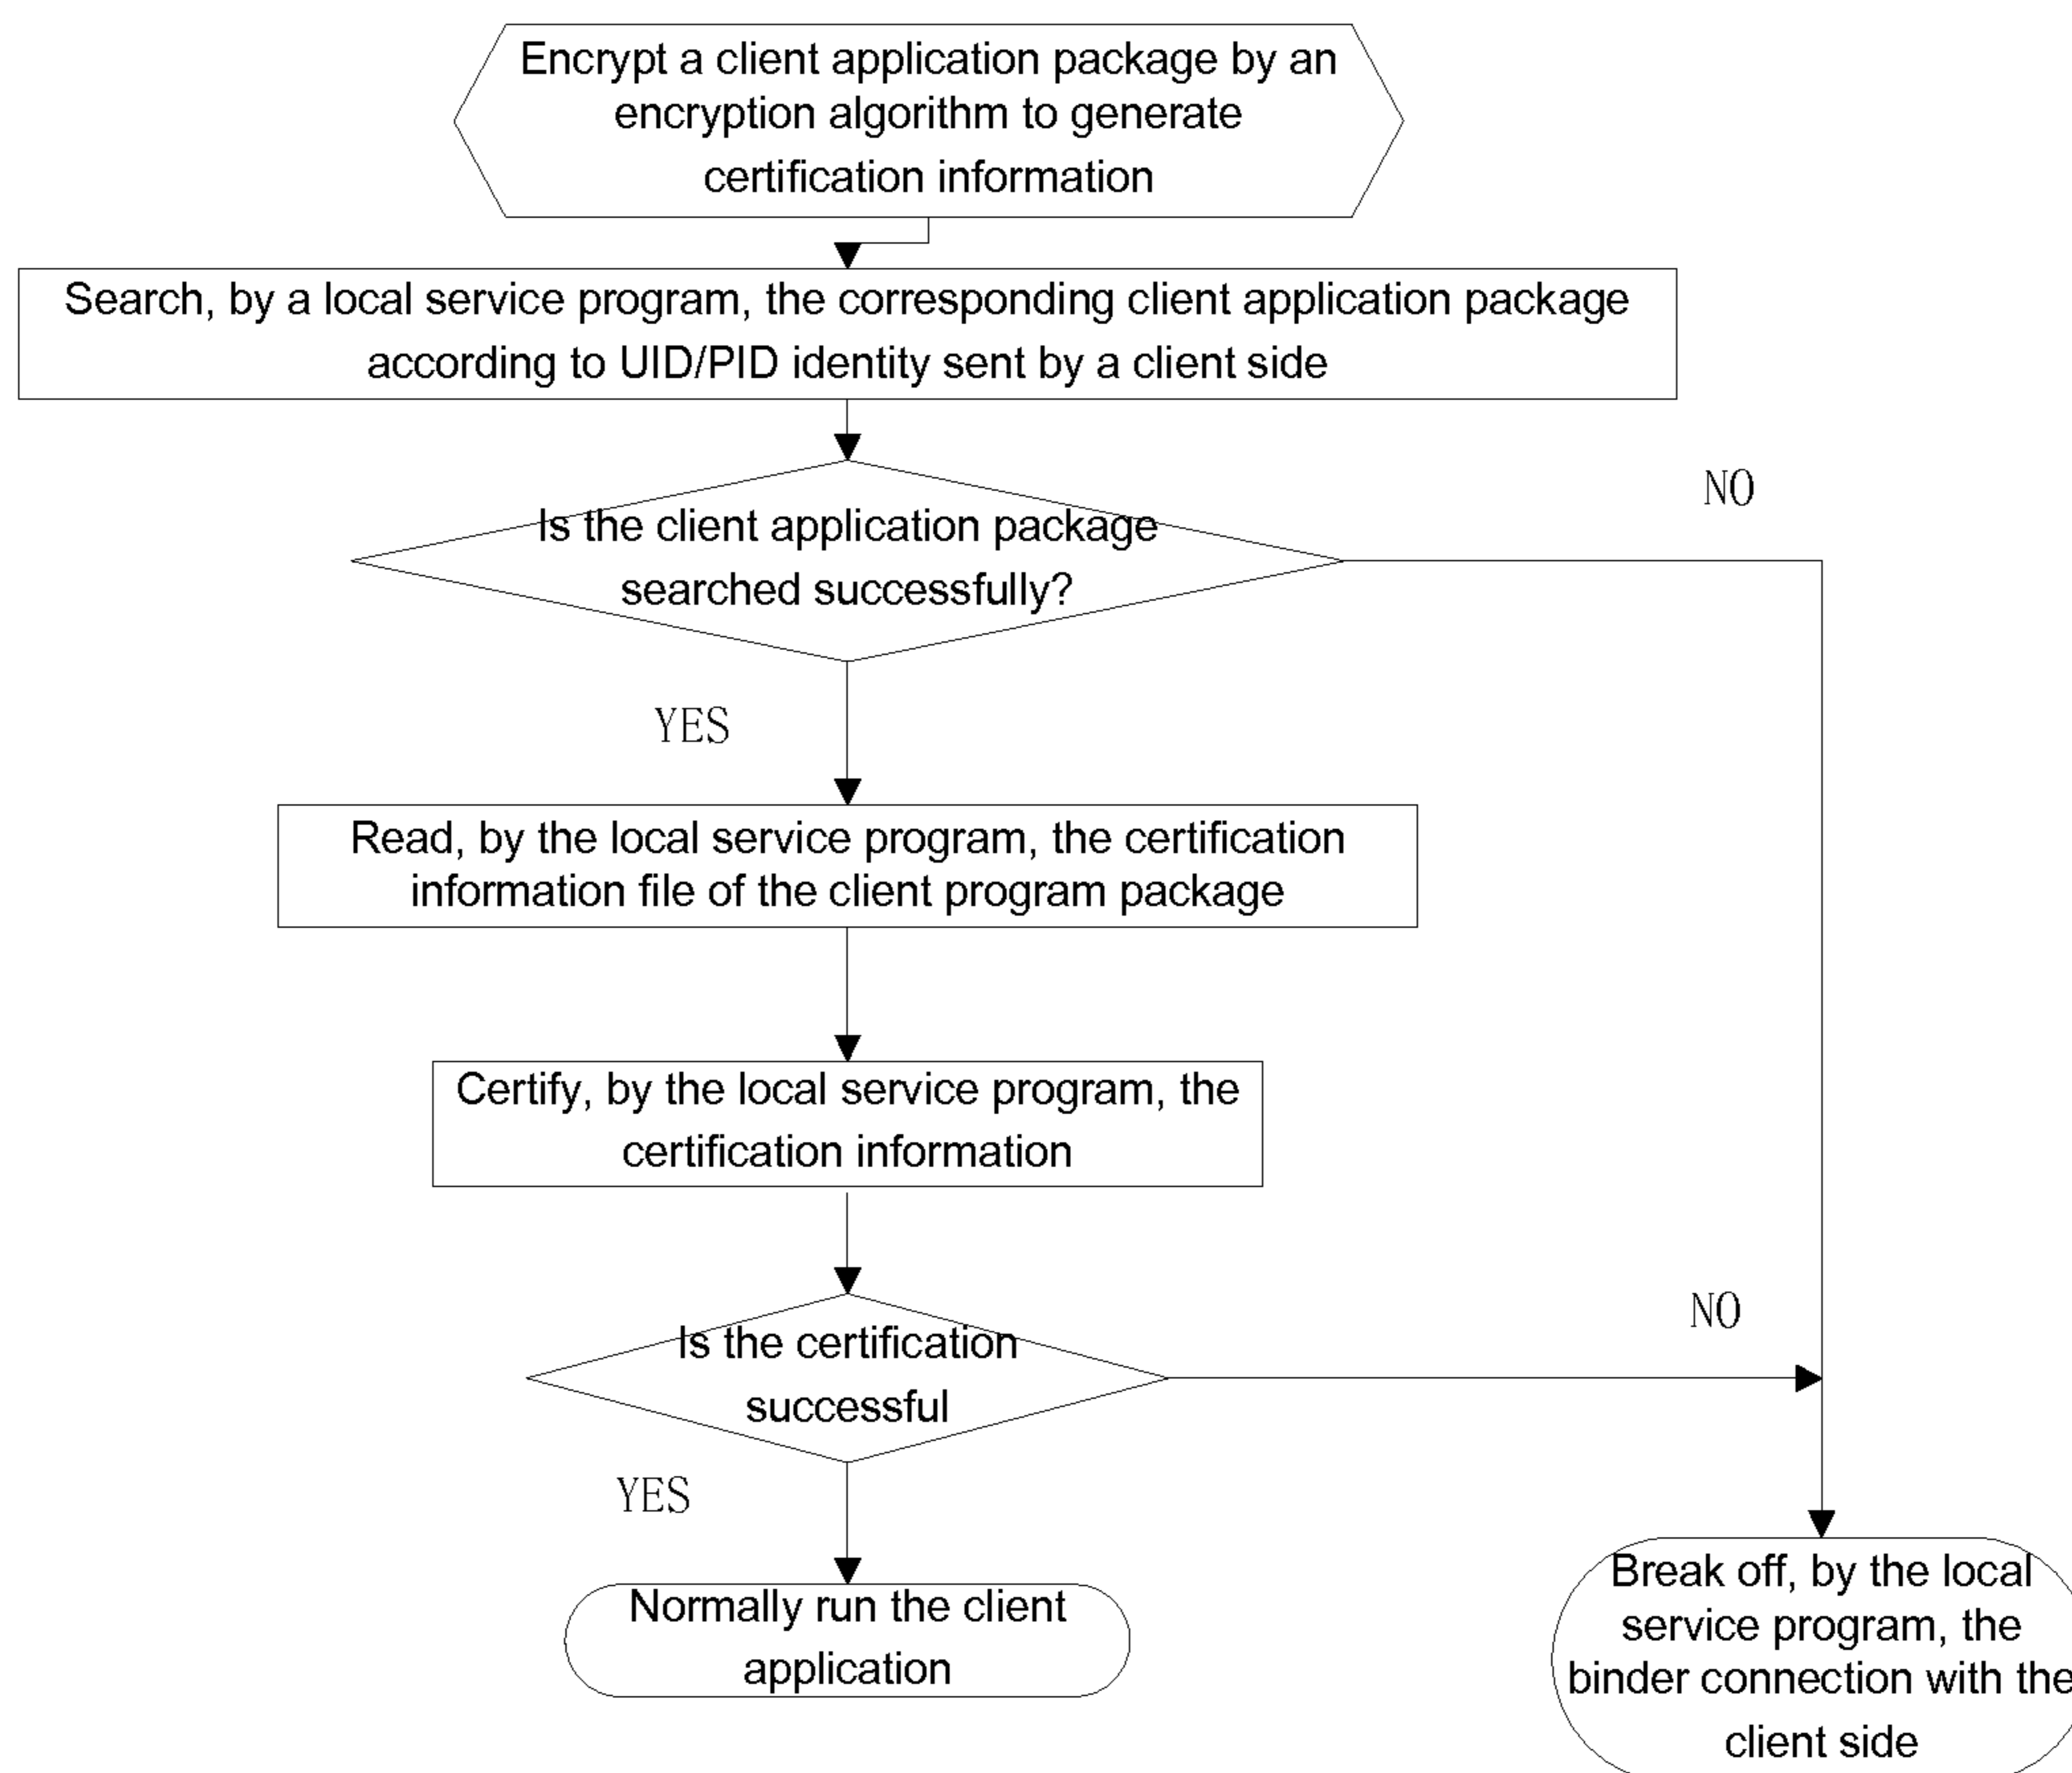 Encrypt a client application package by an
encryption algorithm to generate
certification information
Search, by a local service program, the corresponding client application package
according to UID/PID identity sent by a client side
Is the client application package
searched successfully?
NO
YES
Read, by the local service program, the certification
information file of the client program package
Certify, by the local service program, the
certification information
Is the certification
successful
NO
YES
Normally run the client
application
Break off, by the local
service program, the
binder connection with the
client side